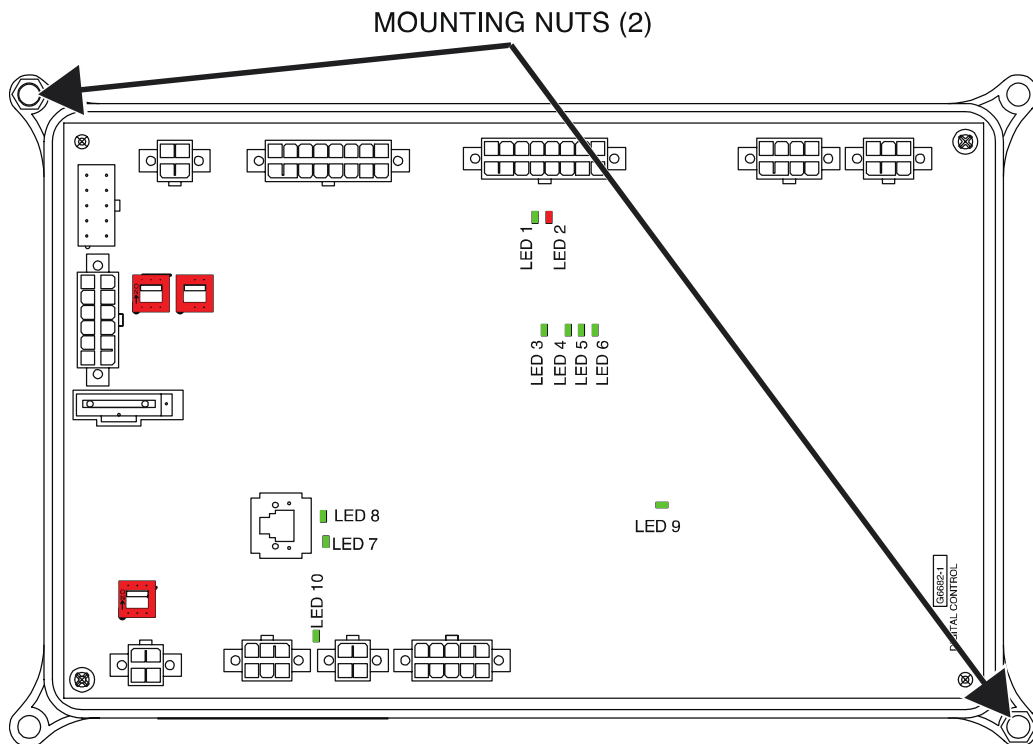 MOUNTING NUTS (2)
LED 1
LED 2
LED 3
LED 4
LED 5
LED 6
LED 8
LED 7
LED 9
LED 10
G6682-1
DIGITAL CONTROL